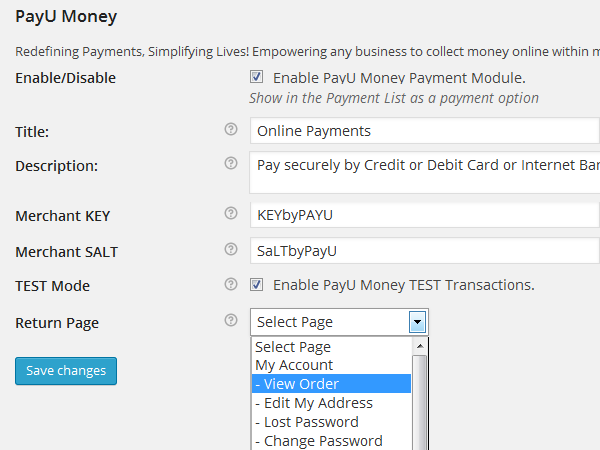 PayU Money
Redefining Payments, Simplifying Lives! Empowering any business to collect money online within
Enable/Disable
Enable PayU Money Payment Module.
Show in the Payment List as a payment option
Title:
Online Payments
Description:
Pay securely by Credit or Debit Card or Internet
Merchant KEY
KEYbyPAYU
Merchant SALT
SaLTbyPayU
TEST Mode
Enable PayU Money TEST Transactions.
Return Page
Select Page
Select Page
My Account
- View Order
- Edit My Address
- Lost Password
- Change Password
Save changes